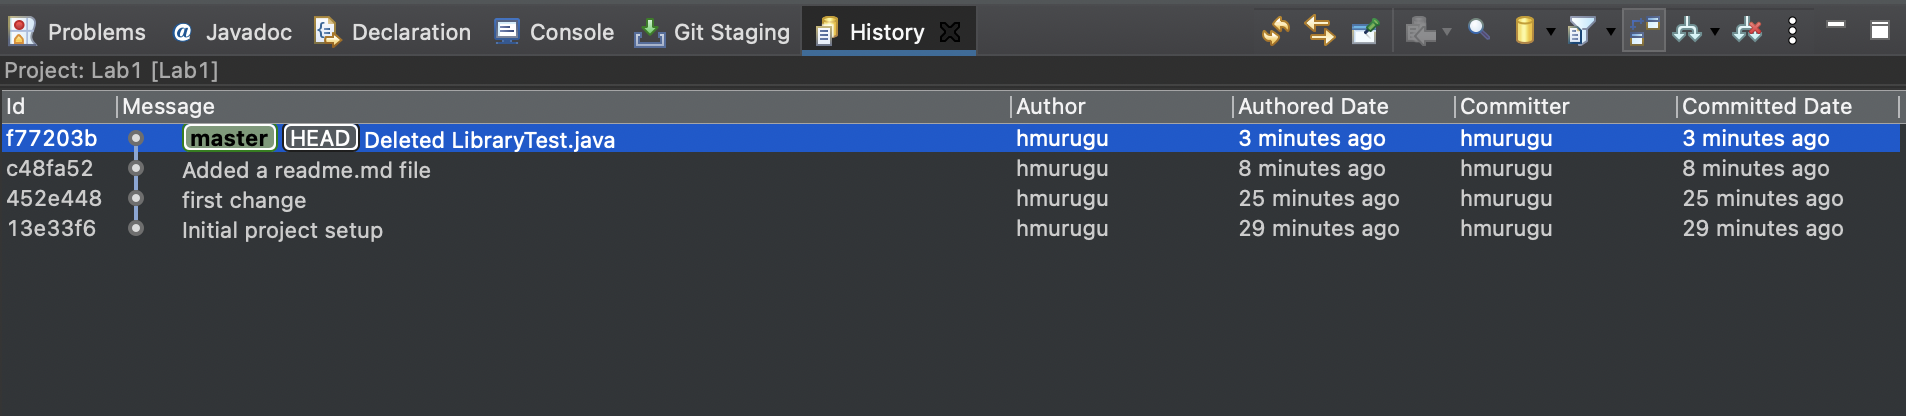 Problems @ Javadoc Declaration Console Git Staging History
Project: Lab1 [Lab1]
Id Message Author Authored Date Committer Committed Date
f77203b master HEAD Deleted LibraryTest.java hmurugu 3 minutes ago hmurugu 3 minutes ago
c48fa52 Added a readme.md file hmurugu 8 minutes ago hmurugu 8 minutes ago
452e448 first change hmurugu 25 minutes ago hmurugu 25 minutes ago
13e33f6 Initial project setup hmurugu 29 minutes ago hmurugu 29 minutes ago